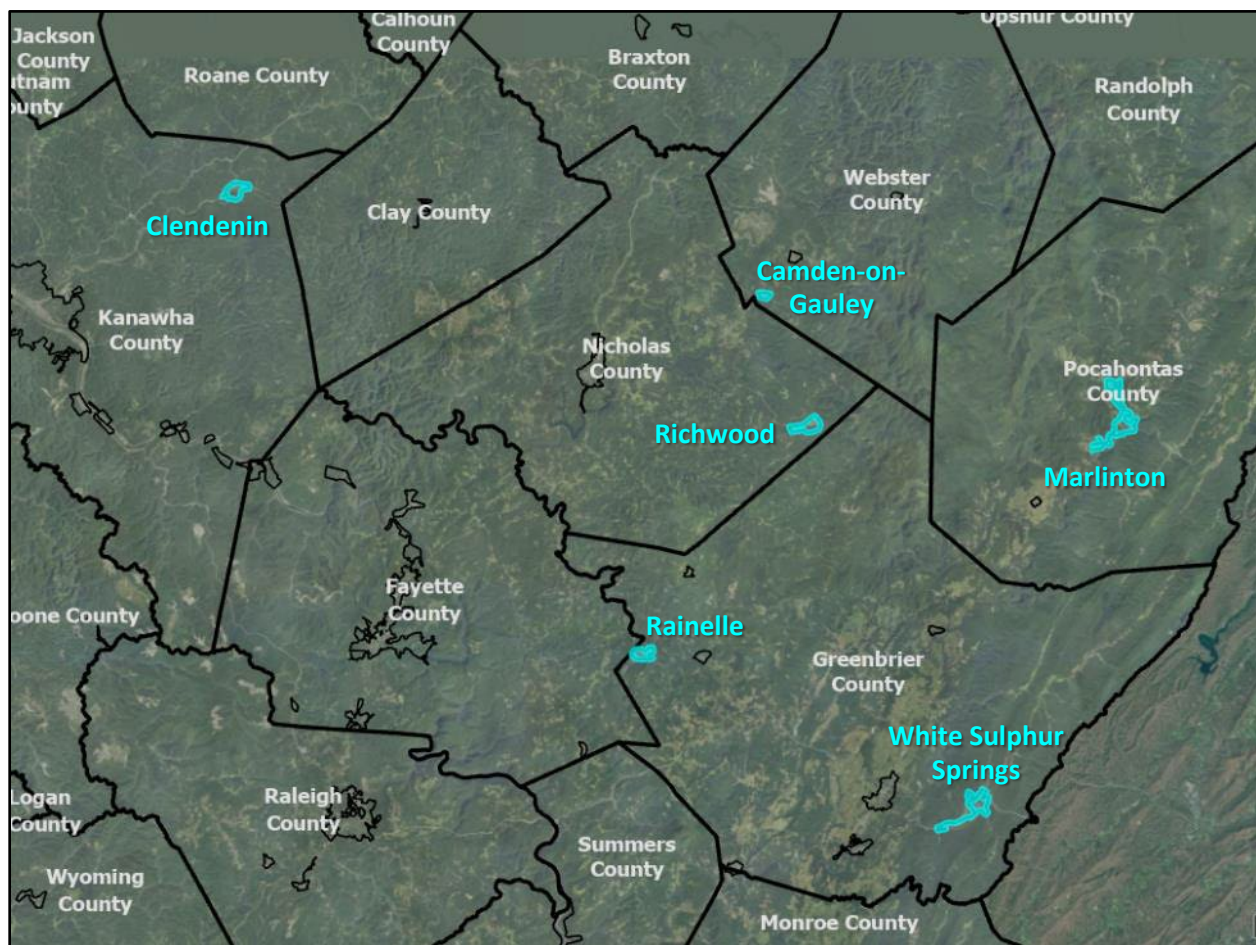 Calhoun
County
Upshur County
Jackson
County
Roane County
Braxton
County
utnam
ounty
Randolph
County
Webster
County
Clay County
Clendenin
Camden-on-
Gauley
Kanawha
County
Nicholas
County
Pocahontas
County
Richwood
Marlinton
Fayette
County
oone County
Rainelle
Greenbrier
County
White Sulphur
Springs
Logan
County
Raleigh
County
Summers
County
Wyoming
County
Monroe County